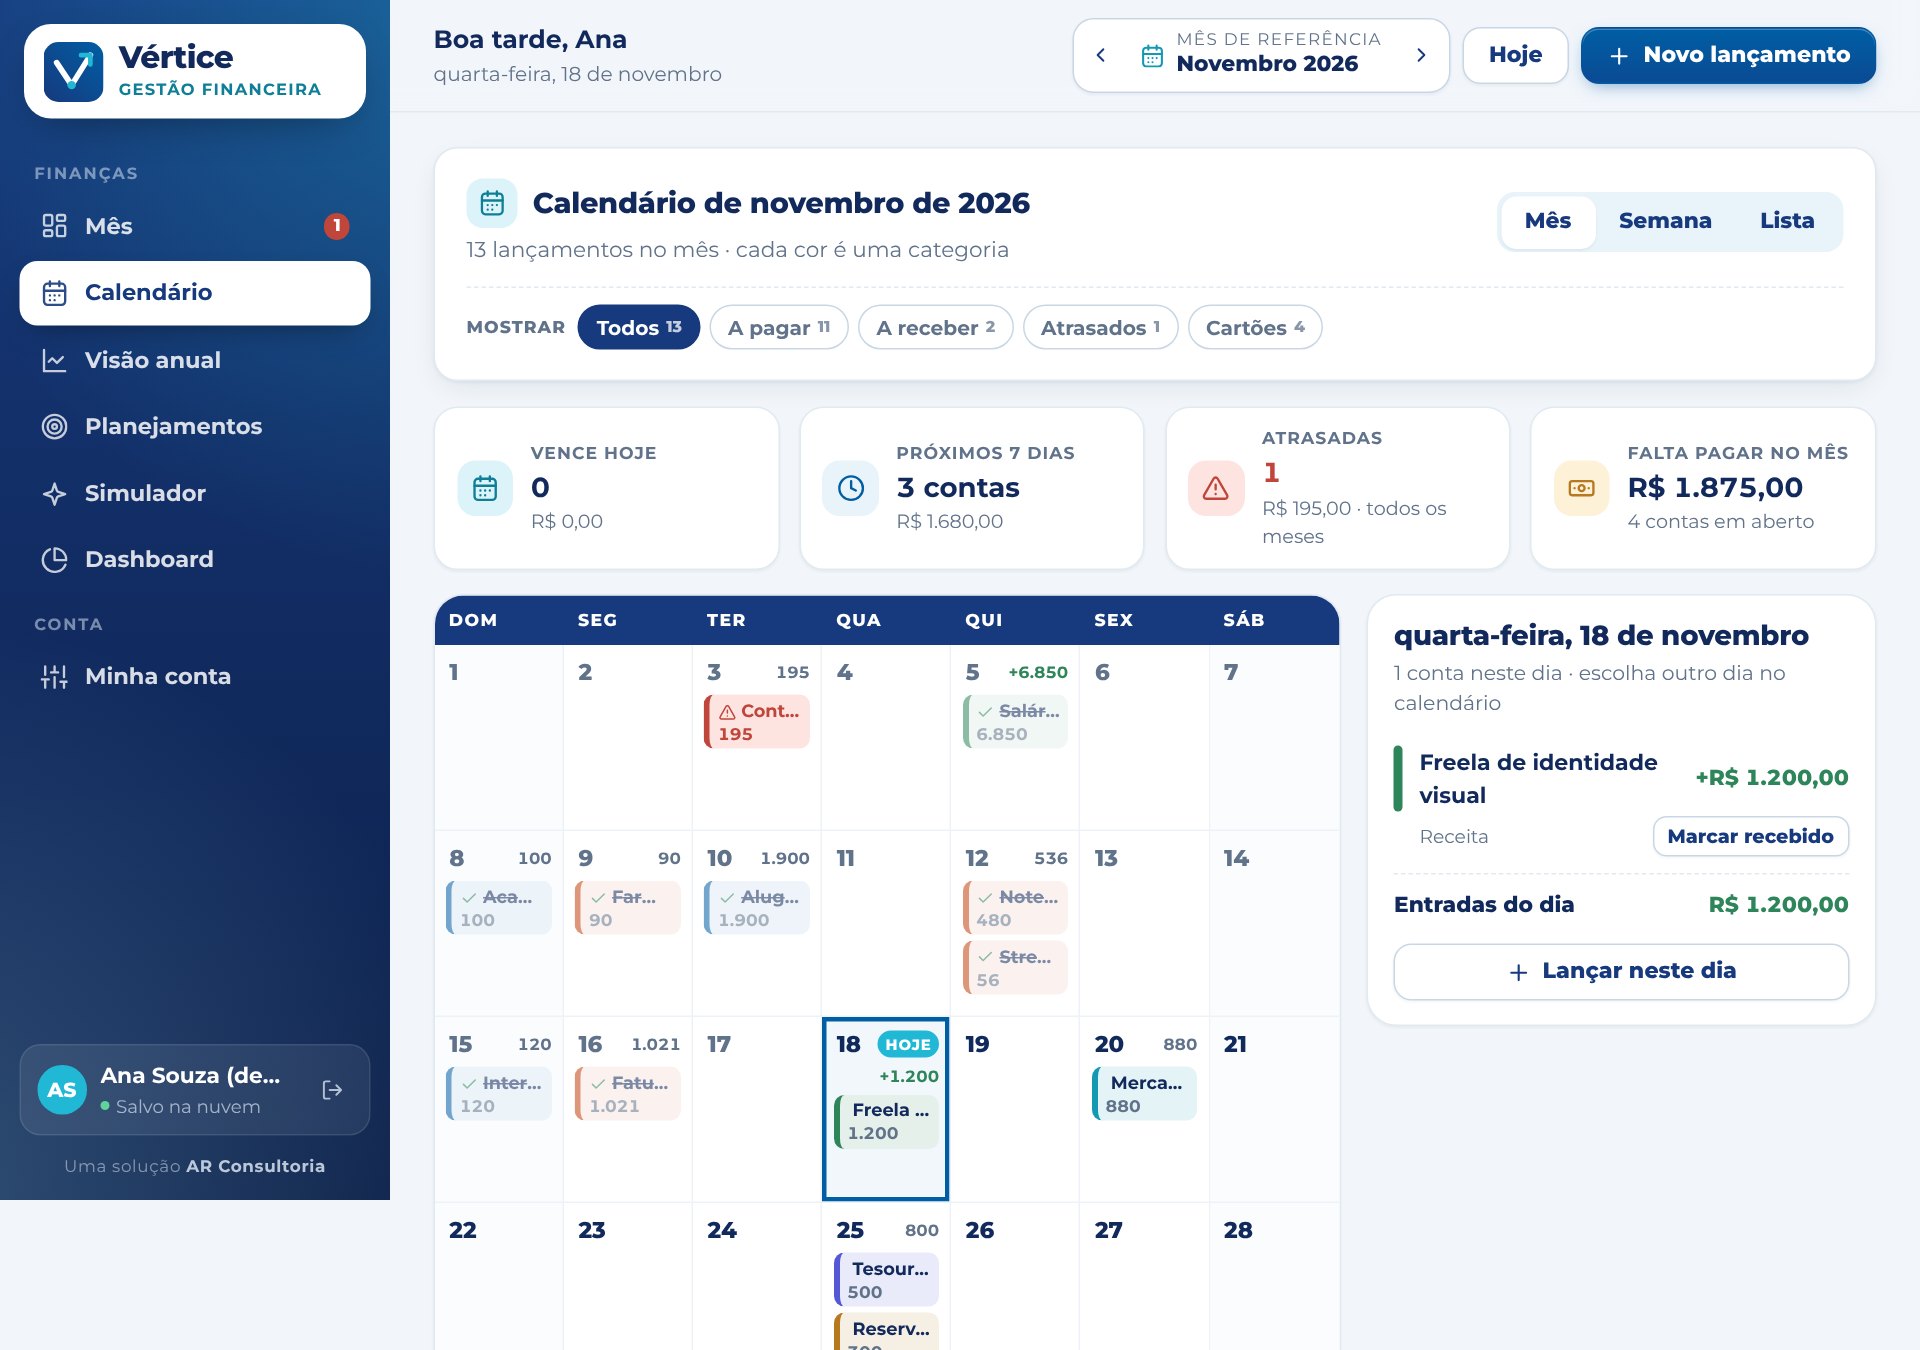 Vértice
GESTÃO FINANCEIRA
FINANÇAS
Mês 1
Calendário
Visão anual
Planejamentos
Simulador
Dashboard
CONTA
Minha conta
AS
Ana Souza (de...
Salvo na nuvem
Uma solução AR Consultoria
Boa tarde, Ana
quarta-feira, 18 de novembro
MÊS DE REFERÊNCIA
Novembro 2026
Hoje
Novo lançamento
Calendário de novembro de 2026
13 lançamentos no mês · cada cor é uma categoria
Mês Semana Lista
MOSTRAR Todos 13 A pagar 11 A receber 2 Atrasados 1 Cartões 4
VENCE HOJE
0
R$ 0,00
PRÓXIMOS 7 DIAS
3 contas
R$ 1.680,00
ATRASADAS
1
R$ 195,00 · todos os
meses
FALTA PAGAR NO MÊS
R$ 1.875,00
4 contas em aberto
DOM SEG TER QUA QUI SEX SÁB
1 2 3 195 4 5 +6.850 6 7
Cont... Salár...
195 6.850
8 100 9 90 10 1.900 11 12 536 13 14
Aca... Far... Alug... Note...
100 90 1.900 480
Stre...
56
15 120 16 1.021 17 18 HOJE 19 20 880 21
+1.200
Inter... Fatu... Freela ... Merca...
120 1.021 1.200 880
22 23 24 25 800 26 27 28
Tesour...
500
Reserv...
quarta-feira, 18 de novembro
1 conta neste dia · escolha outro dia no
calendário
Freela de identidade
visual
+R$ 1.200,00
Receita
Marcar recebido
Entradas do dia R$ 1.200,00
Lançar neste dia